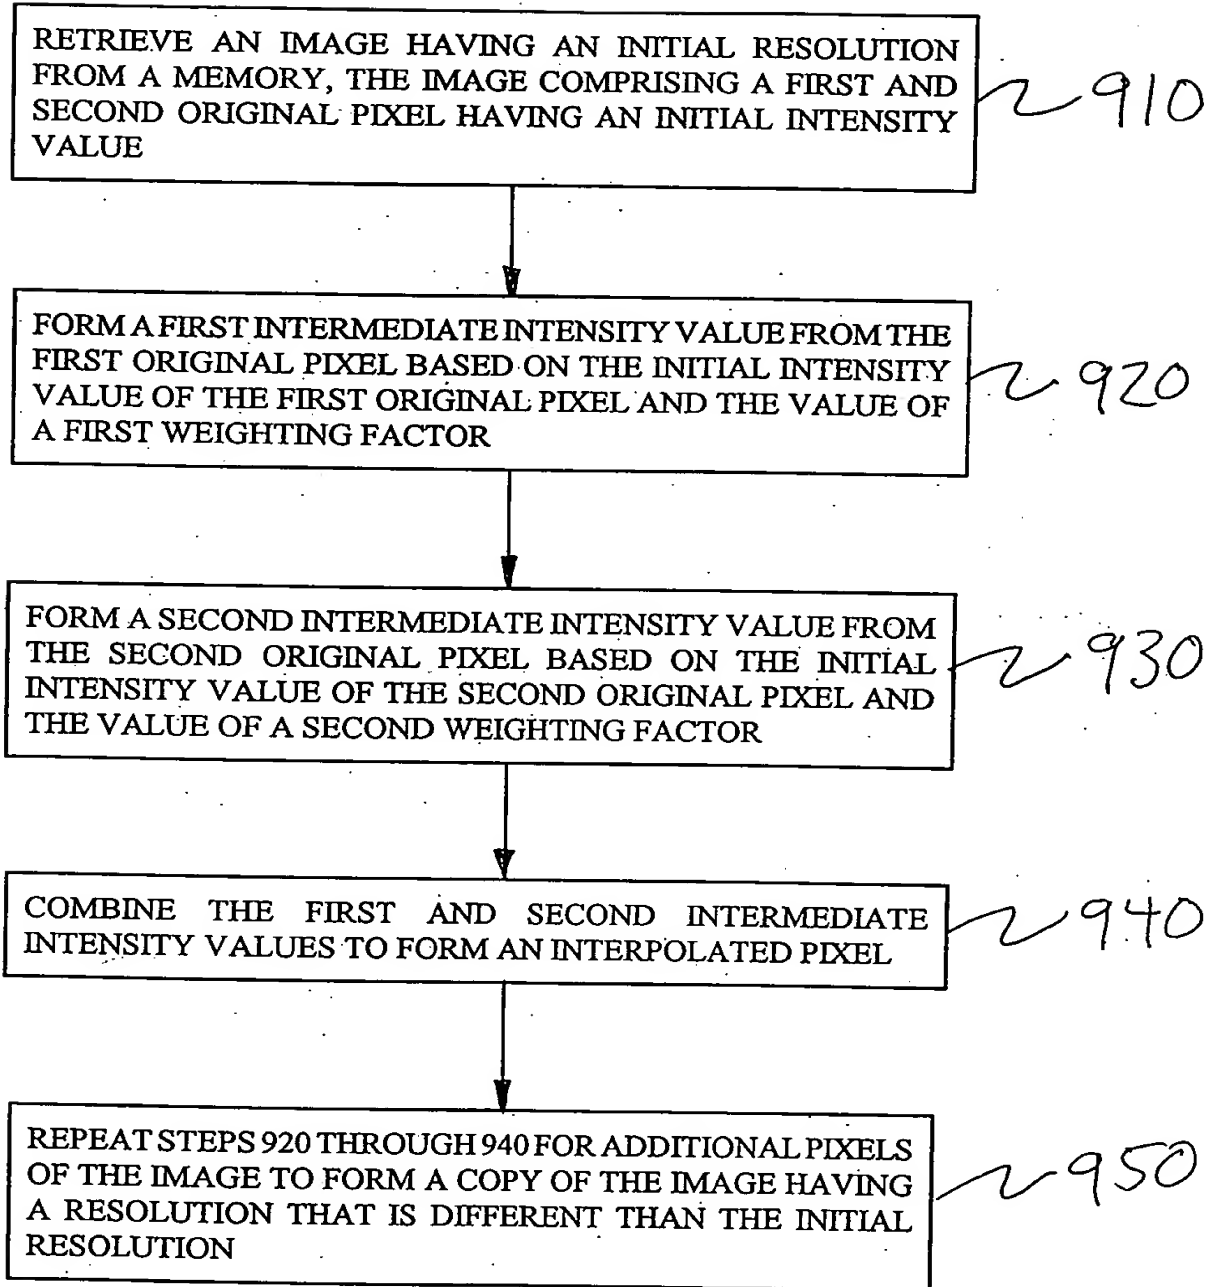 RETRIEVE AN IMAGE HAVING AN INITIAL RESOLUTION
FROM A MEMORY, THE IMAGE COMPRISING A FIRST AND
SECOND ORIGINAL PIXEL HAVING AN INITIAL INTENSITY
VALUE
910
FORM A FIRST INTERMEDIATE INTENSITY VALUE FROM THE
FIRST ORIGINAL PIXEL BASED ON THE INITIAL INTENSITY
VALUE OF THE FIRST ORIGINAL PIXEL AND THE VALUE OF
A FIRST WEIGHTING FACTOR
920
FORM A SECOND INTERMEDIATE INTENSITY VALUE FROM
THE SECOND ORIGINAL PIXEL BASED ON THE INITIAL
INTENSITY VALUE OF THE SECOND ORIGINAL PIXEL AND
THE VALUE OF A SECOND WEIGHTING FACTOR
930
COMBINE THE FIRST AND SECOND INTERMEDIATE
INTENSITY VALUES TO FORM AN INTERPOLATED PIXEL
940
REPEAT STEPS 920 THROUGH 940 FOR ADDITIONAL PIXELS
OF THE IMAGE TO FORM A COPY OF THE IMAGE HAVING
A RESOLUTION THAT IS DIFFERENT THAN THE INITIAL
RESOLUTION
950